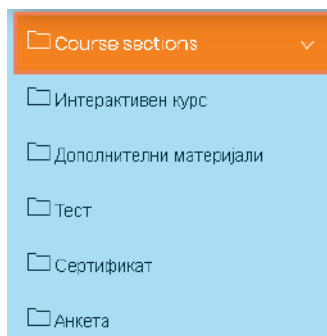 Course sections
Интерактивен курс
Дополнителни материјали
Тест
Сертификат
Анкета